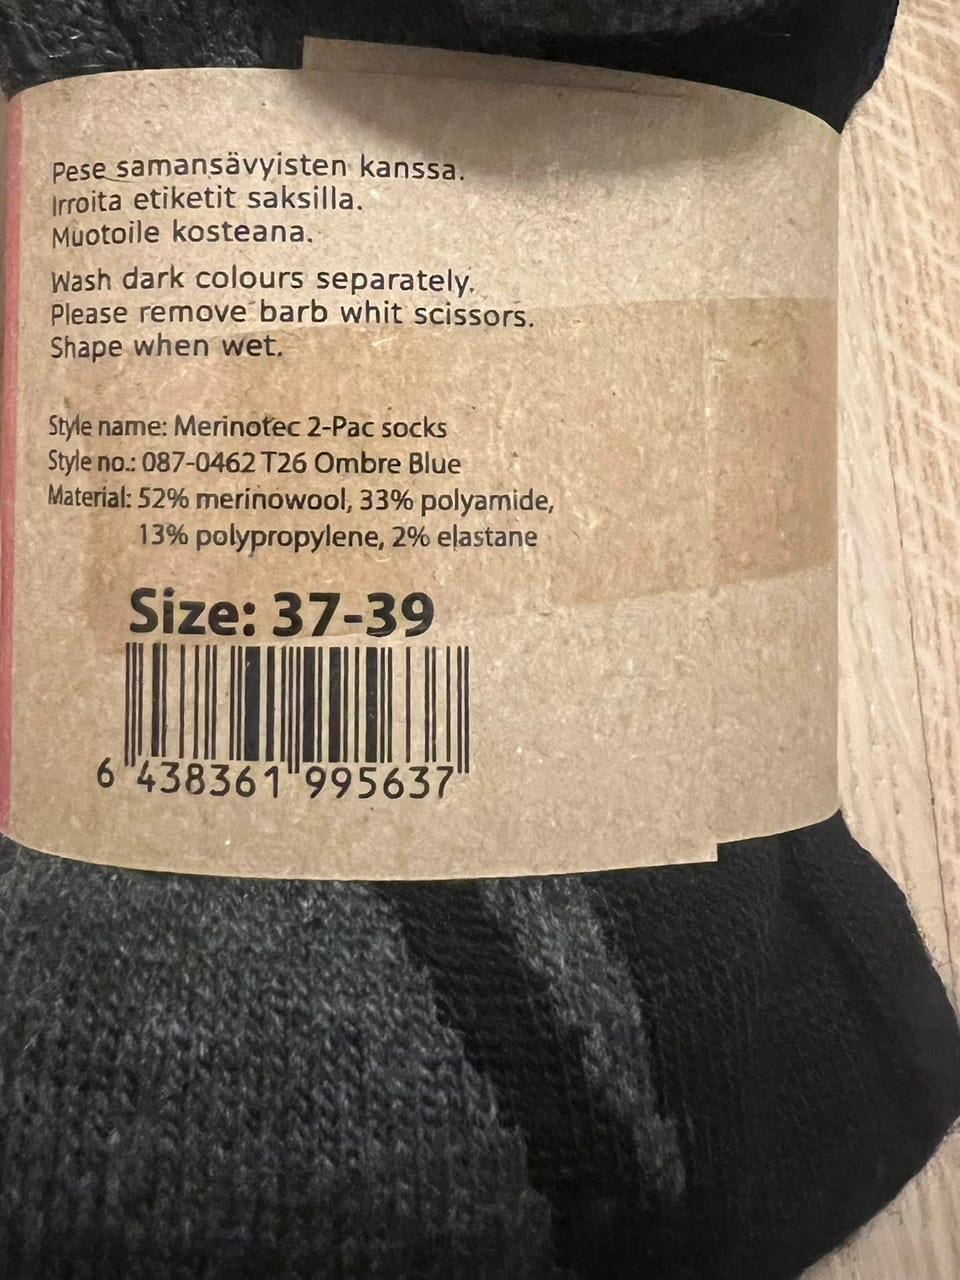 Pese samansävyisten kanssa.
Irroita etiketit saksilla.
Muotoile kosteana.
Wash dark colours separately.
Please remove barb whit scissors.
Shape when wet.
Style name: Merinotec 2-Pac socks
Style no.: 087-0462 T26 Ombre Blue
Material: 52% merinowool, 33% polyamide,
13% polypropylene, 2% elastane
Size: 37-39
6 438361 995637